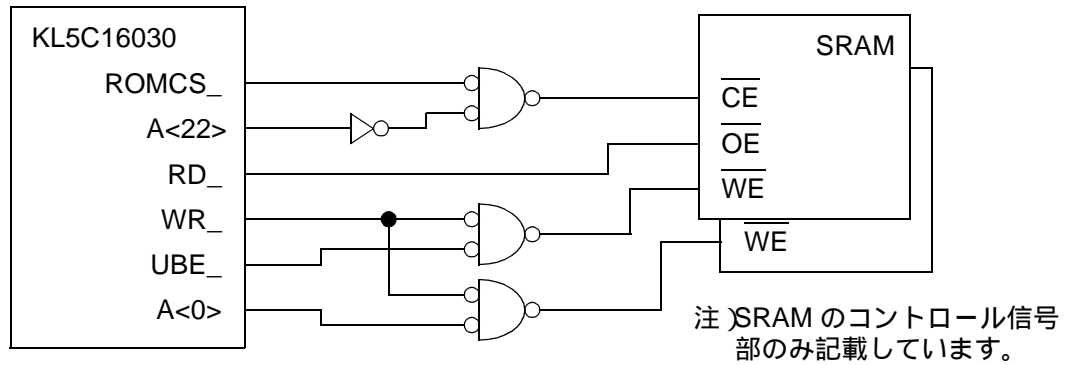 KL5C16030
ROMCS_
A<22>
RD_
WR_
UBE_
A<0>
SRAM
CE
OE
WE
WE
注 )SRAM のコントロール信号
部のみ記載しています。